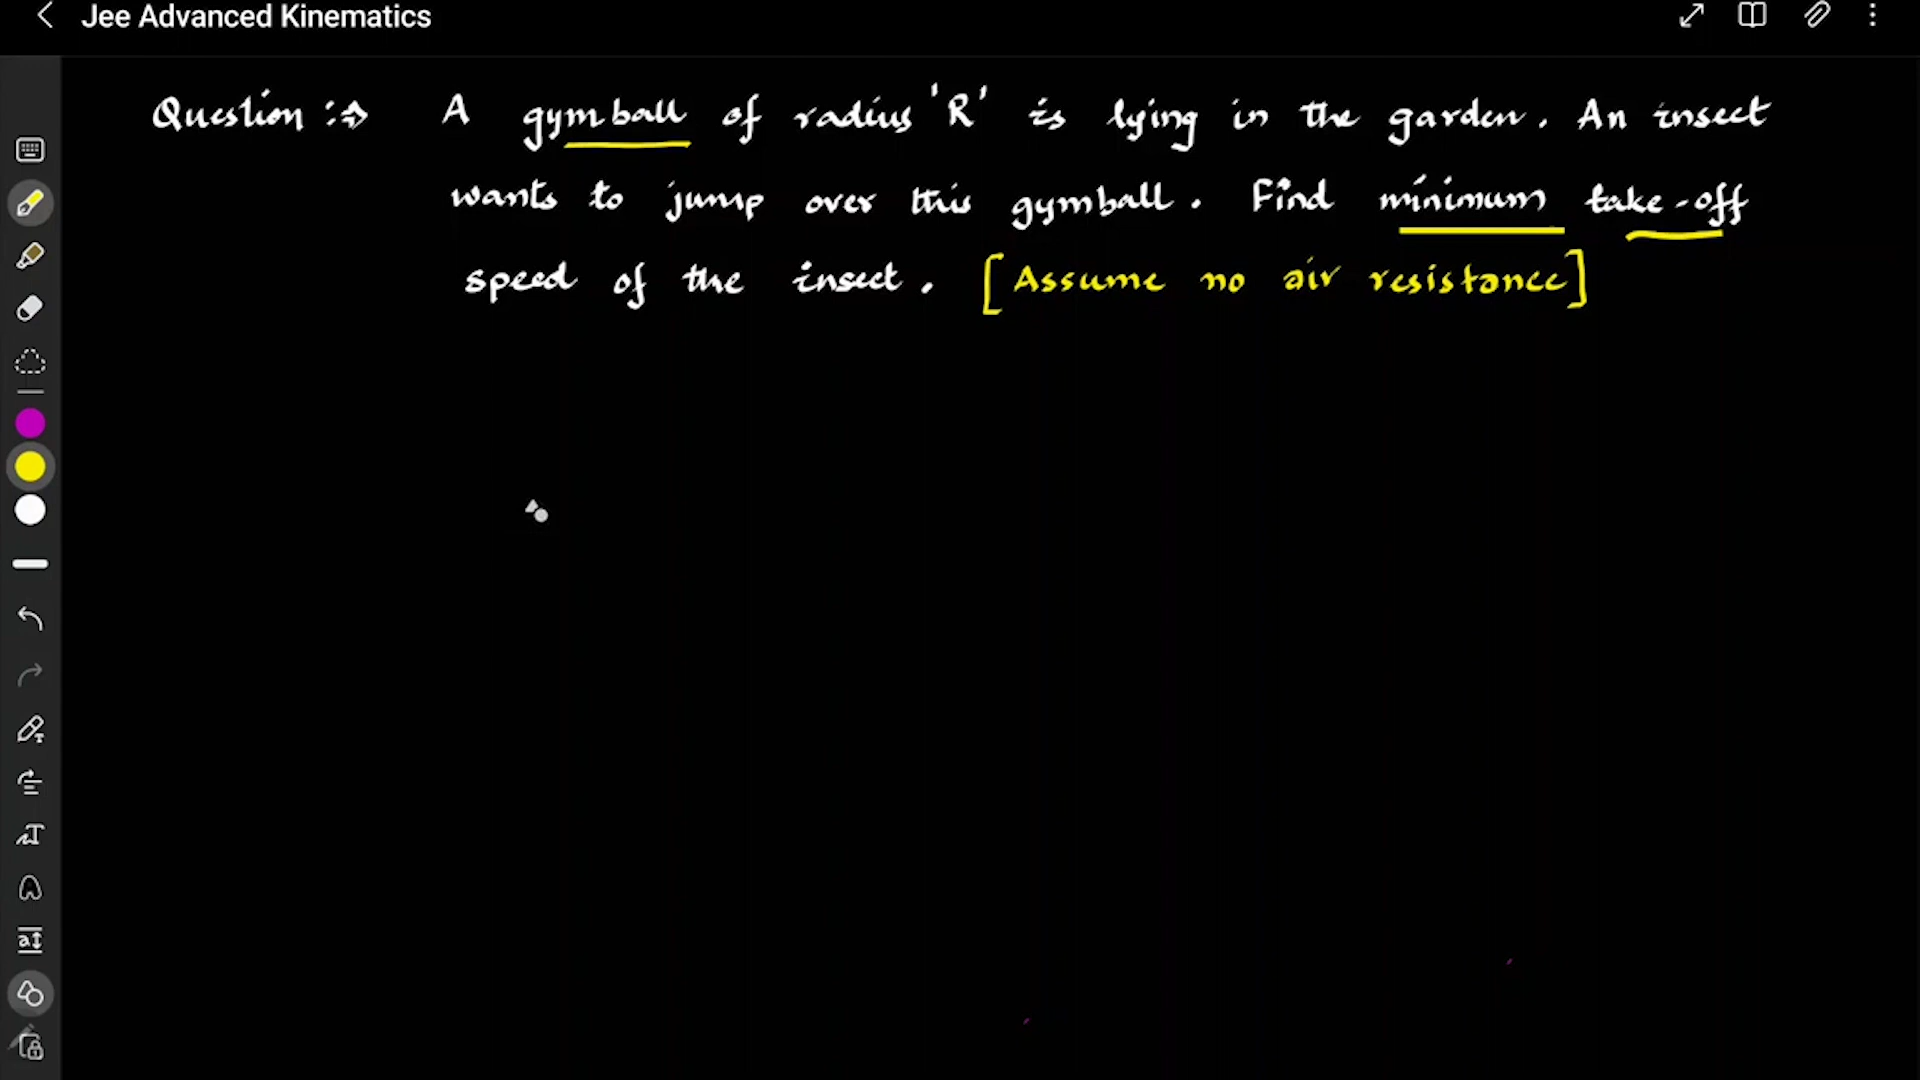 Jee Advanced Kinematics
Question :⇒ A gymball of radius 'R' is lying in the garden. An insect
wants to jump over this gymball. Find minimum take-off
speed of the insect. [Assume no air resistance]